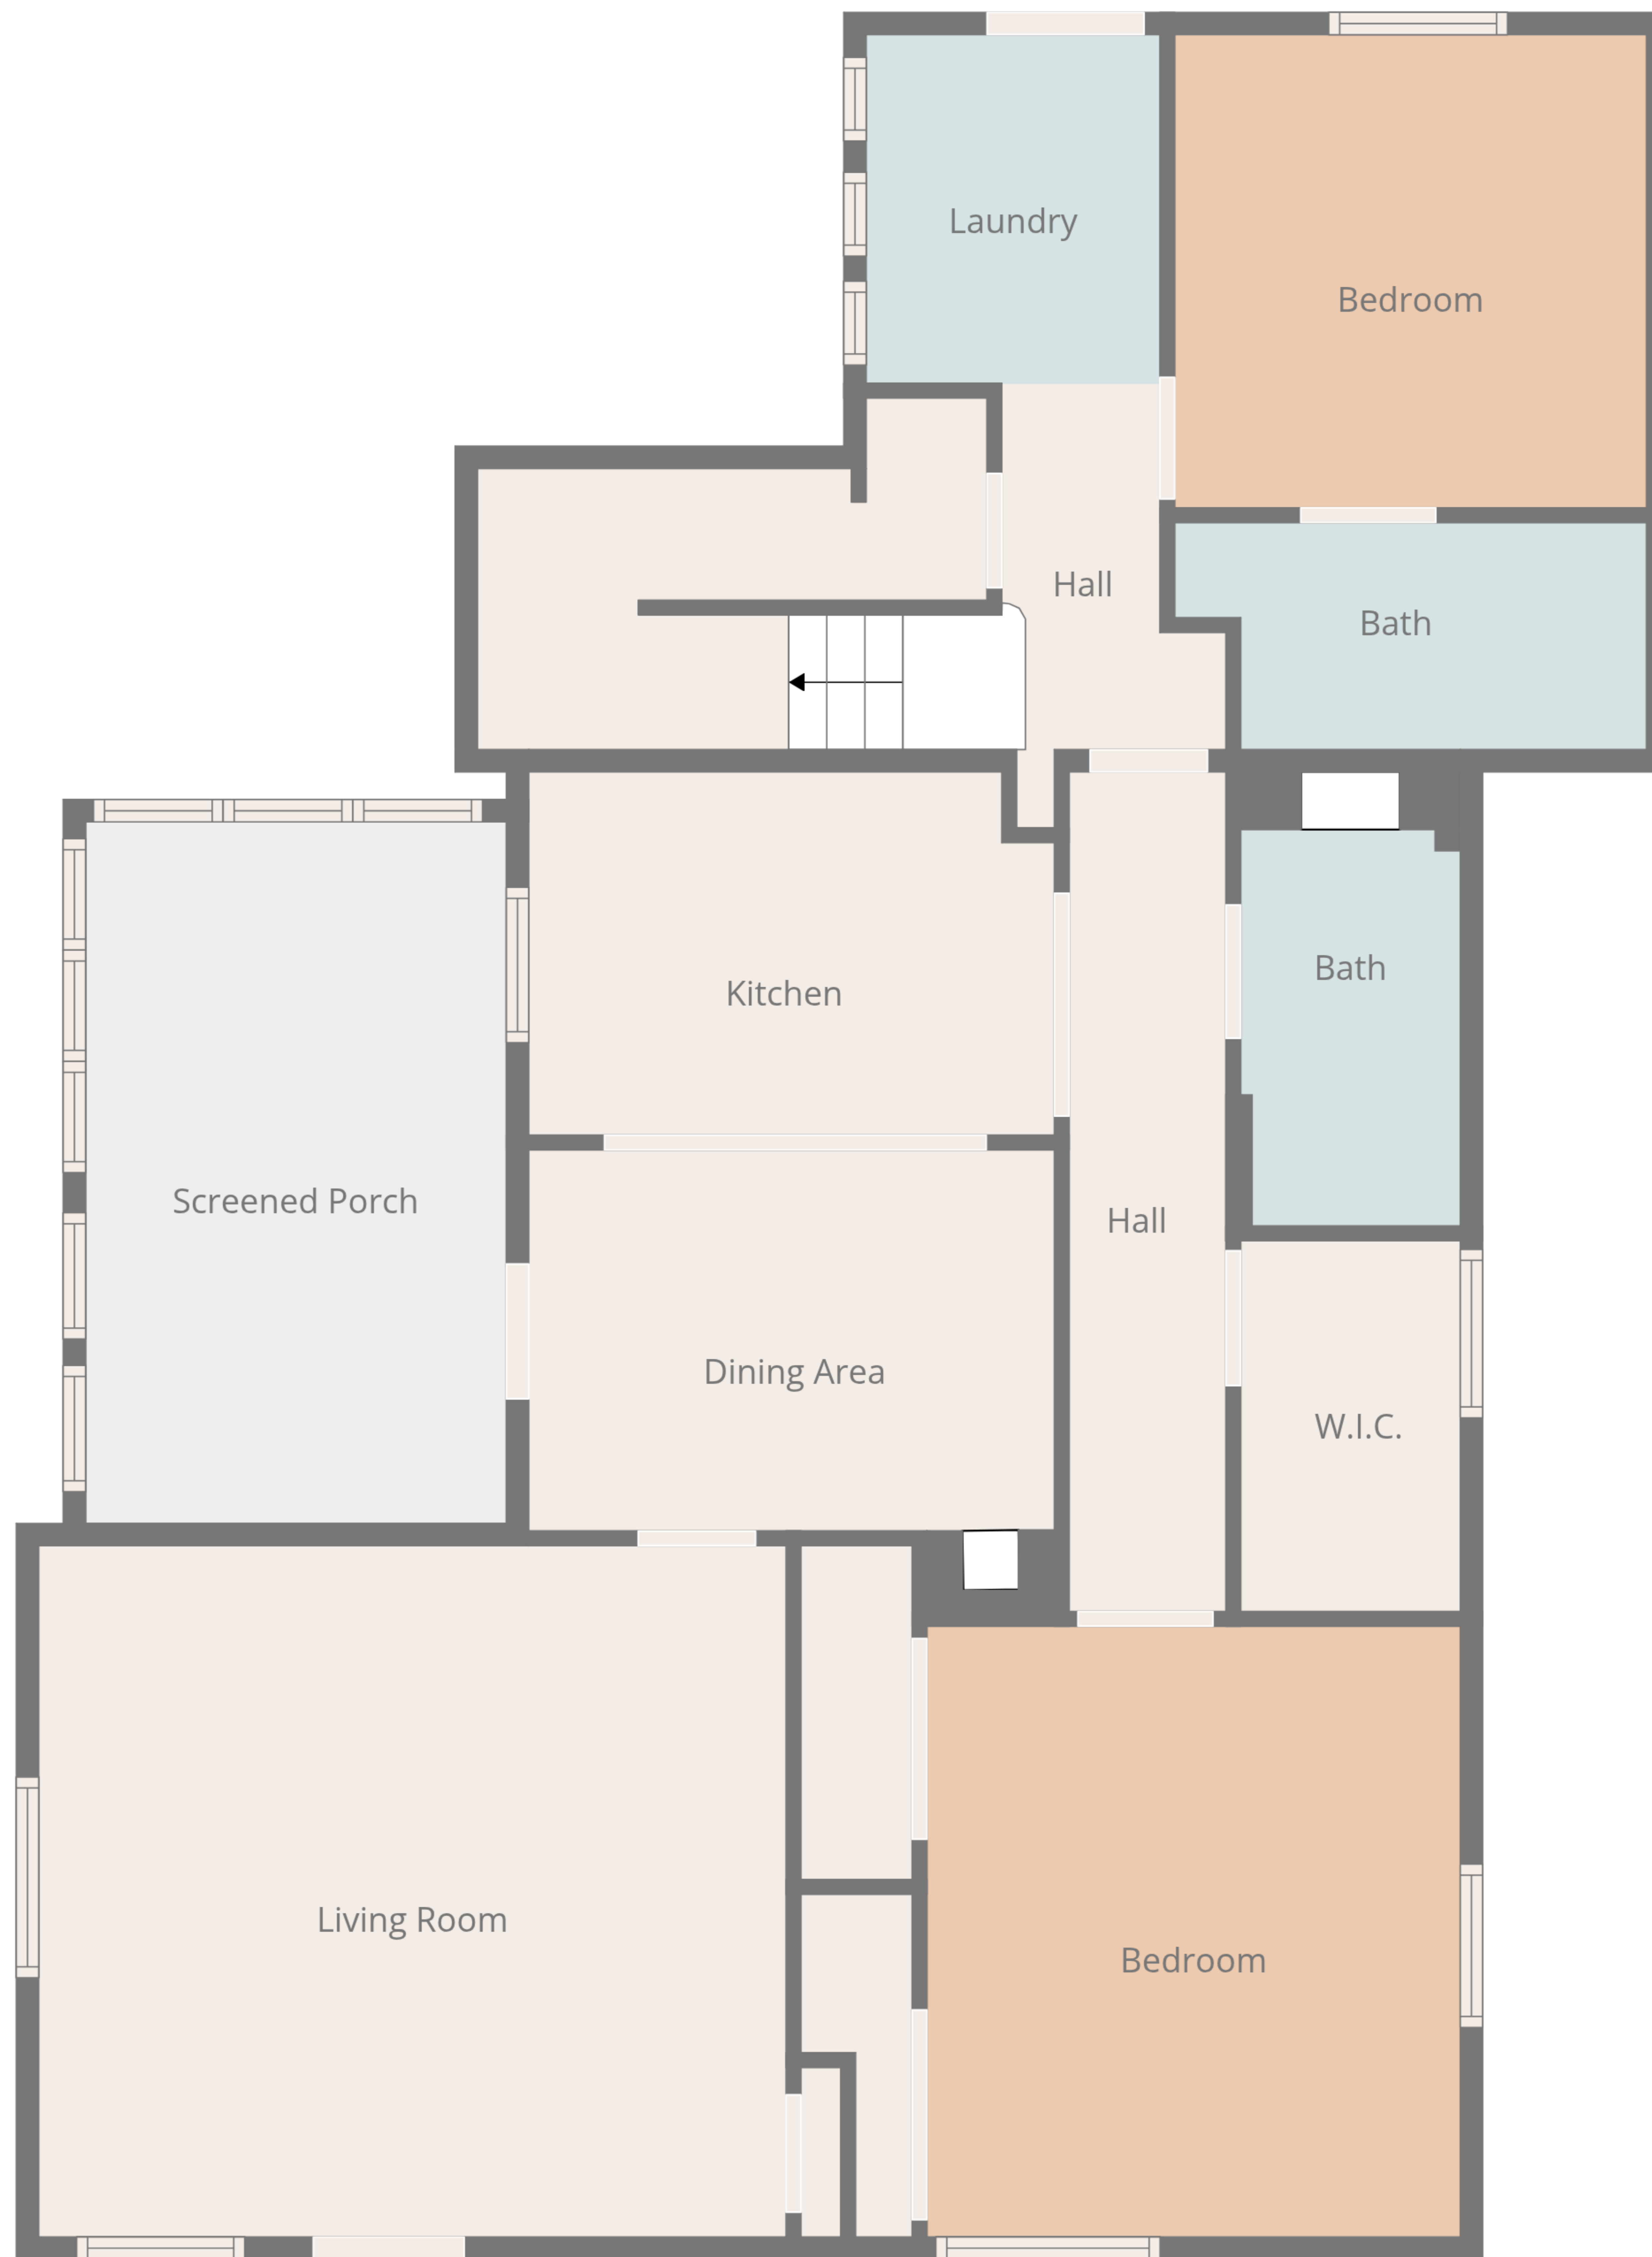 Laundry
Bedroom
Hall
Bath
Kitchen
Bath
Screened Porch
Hall
Dining Area
W.I.C.
Living Room
Bedroom